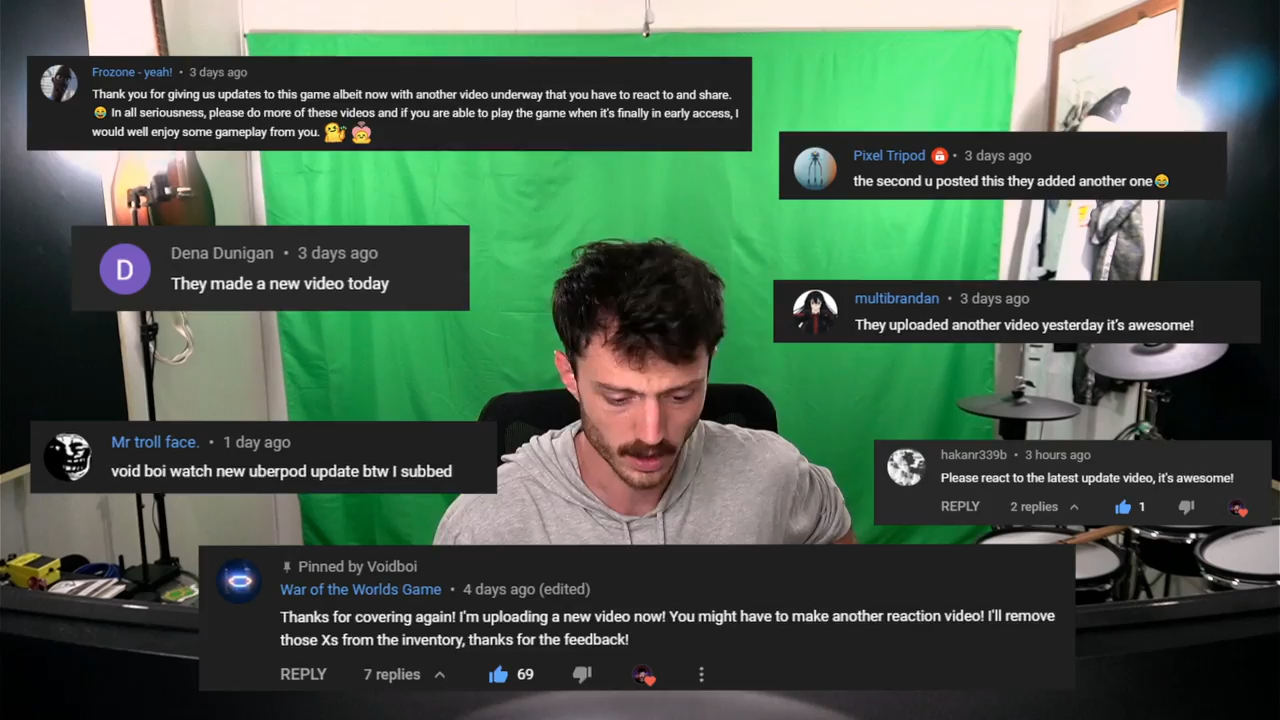 Frozone - yeah! • 3 days ago
Thank you for giving us updates to this game albeit now with another video underway that you have to react to and share.
😂 In all seriousness, please do more of these videos and if you are able to play the game when it's finally in early access, I
would well enjoy some gameplay from you.
Pixel Tripod • 3 days ago
the second u posted this they added another one😂
Dena Dunigan • 3 days ago
D
They made a new video today
multibrandan • 3 days ago
They uploaded another video yesterday it's awesome!
Mr troll face. • 1 day ago
void boi watch new uberpod update btw I subbed
hakanr339b • 3 hours ago
Please react to the latest update video, it's awesome!
REPLY 2 replies 1
Pinned by Voidboi
War of the Worlds Game • 4 days ago (edited)
Thanks for covering again! I'm uploading a new video now! You might have to make another reaction video! I'll remove
those Xs from the inventory, thanks for the feedback!
REPLY 7 replies 69